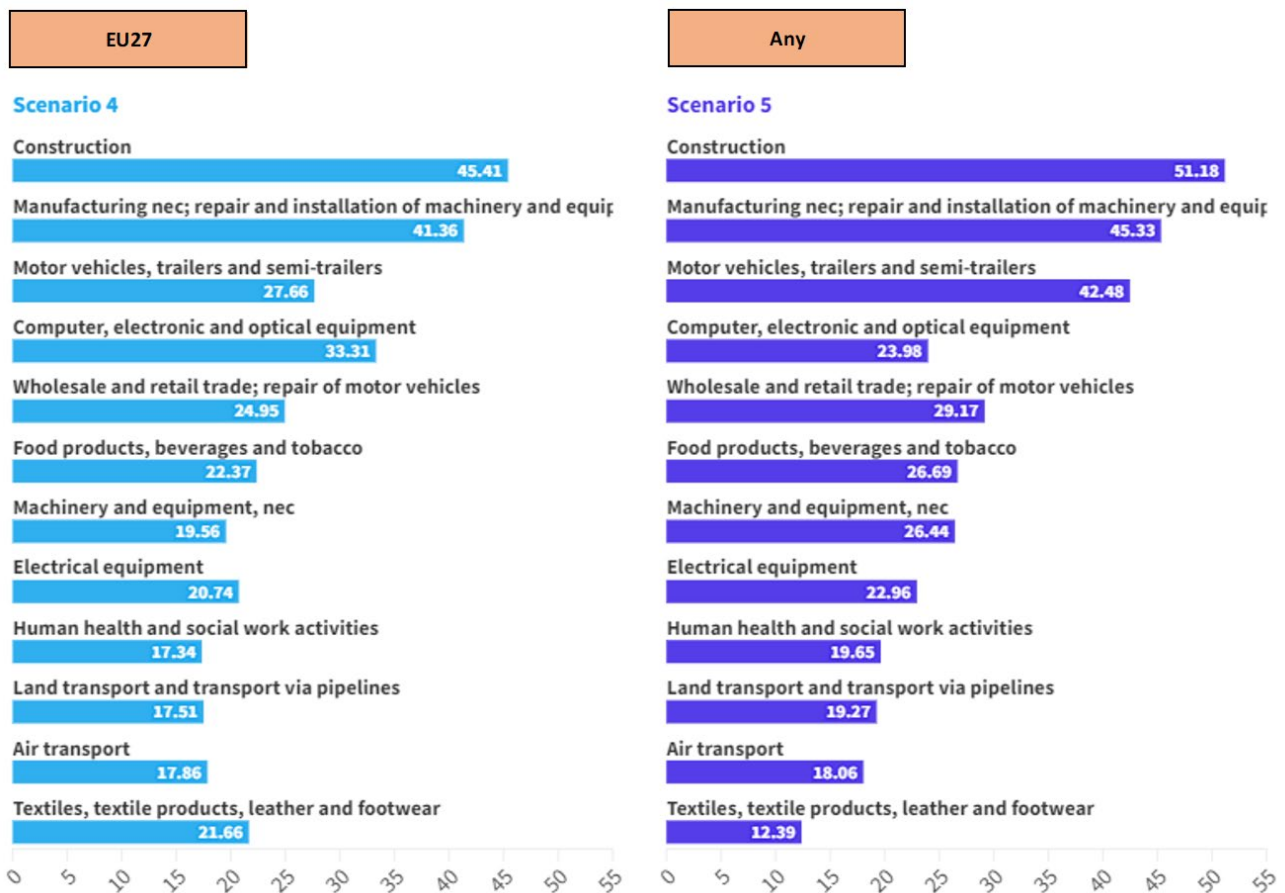 EU27
Scenario 4
Construction
45.41
Manufacturing nec; repair and installation of machinery and equip
41.36
Motor vehicles, trailers and semi-trailers
27.66
Computer, electronic and optical equipment
33.31
Wholesale and retail trade; repair of motor vehicles
24.95
Food products, beverages and tobacco
22.37
Machinery and equipment, nec
19.56
Electrical equipment
20.74
Human health and social work activities
17.34
Land transport and transport via pipelines
17.51
Air transport
17.86
Textiles, textile products, leather and footwear
21.66
0 5 10 15 20 25 30 35 40 45 50 55
Any
Scenario 5
Construction
51.18
Manufacturing nec; repair and installation of machinery and equip
45.33
Motor vehicles, trailers and semi-trailers
42.48
Computer, electronic and optical equipment
23.98
Wholesale and retail trade; repair of motor vehicles
29.17
Food products, beverages and tobacco
26.69
Machinery and equipment, nec
26.44
Electrical equipment
22.96
Human health and social work activities
19.65
Land transport and transport via pipelines
19.27
Air transport
18.06
Textiles, textile products, leather and footwear
12.39
0 5 10 15 20 25 30 35 40 45 50 55